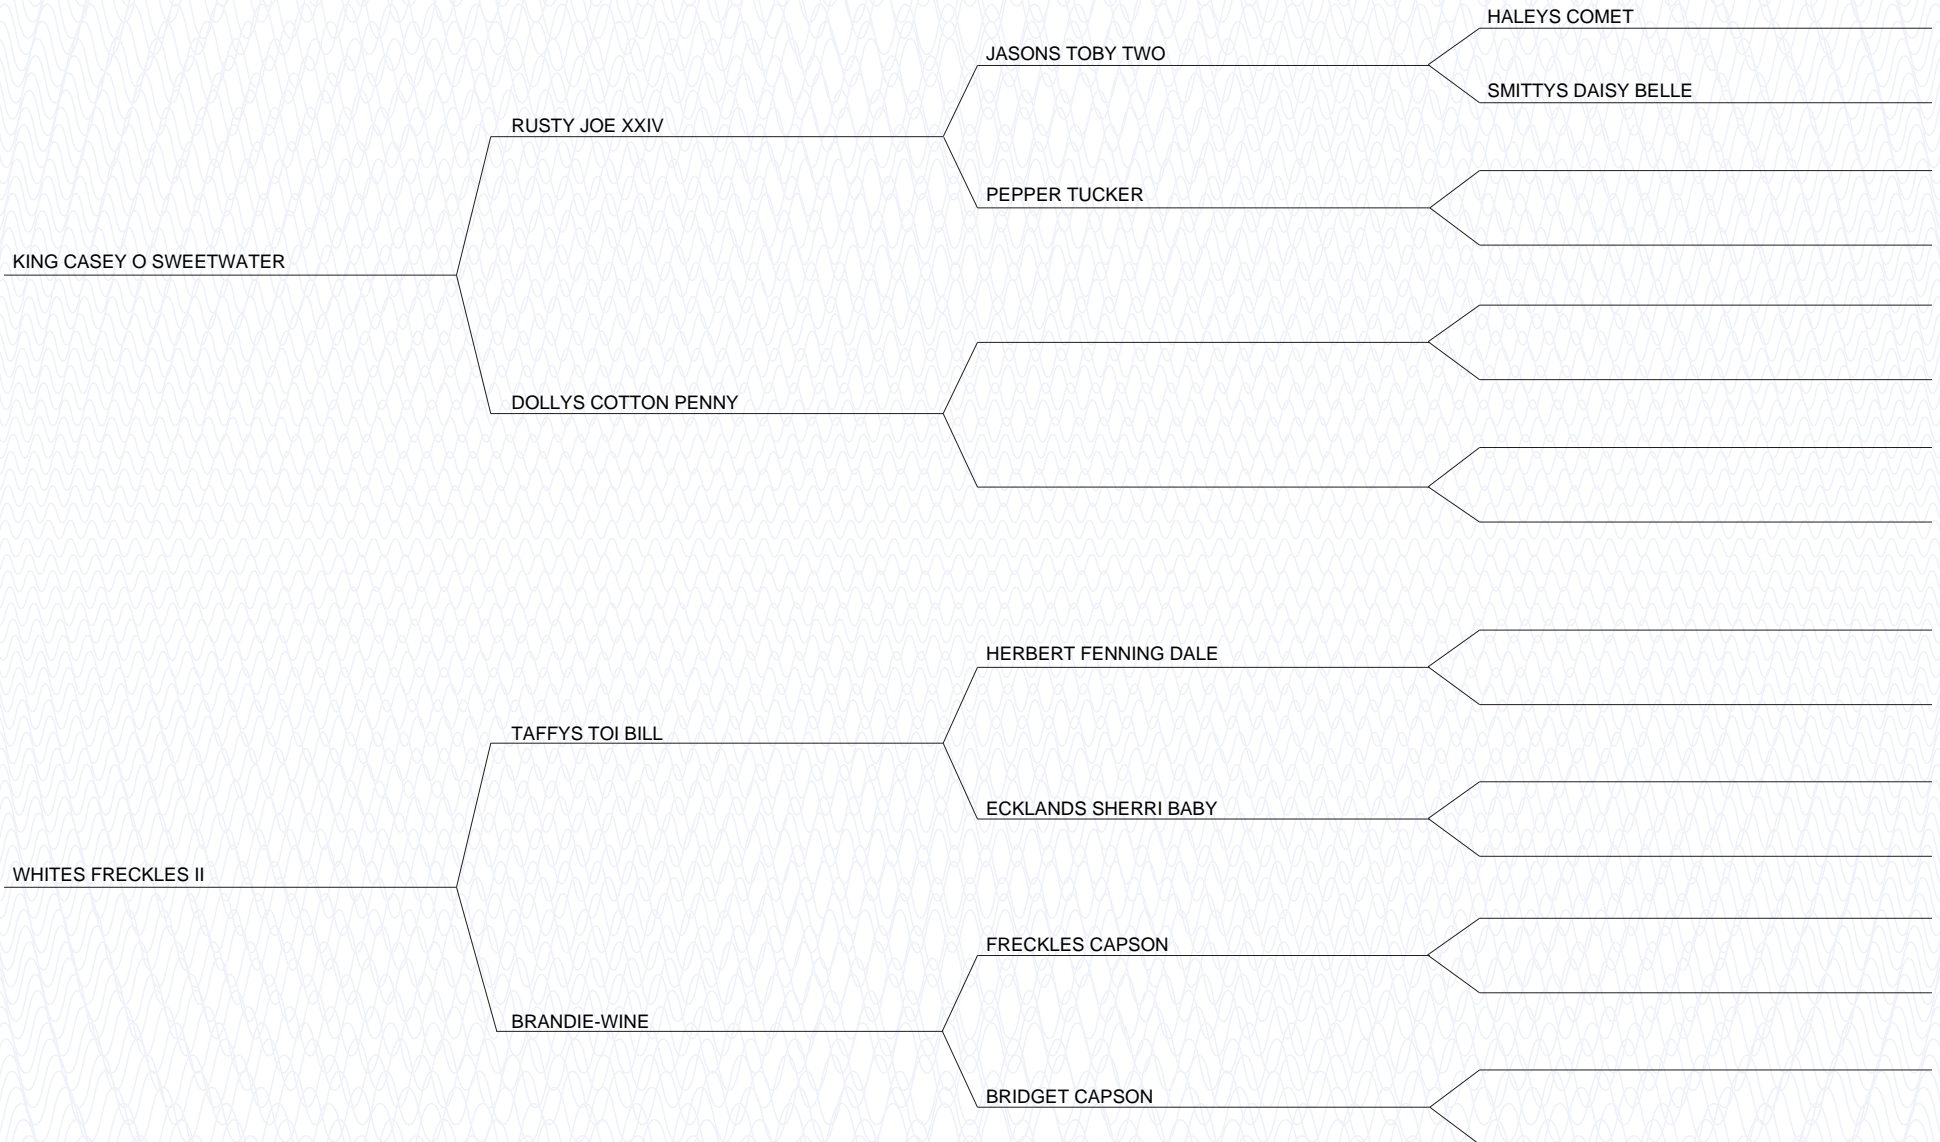 HALEYS COMET
JASONS TOBY TWO
SMITTYS DAISY BELLE
RUSTY JOE XXIV
PEPPER TUCKER
KING CASEY O SWEETWATER
DOLLYS COTTON PENNY
HERBERT FENNING DALE
TAFFYS TOI BILL
ECKLANDS SHERRI BABY
WHITES FRECKLES II
FRECKLES CAPSON
BRANDIE-WINE
BRIDGET CAPSON